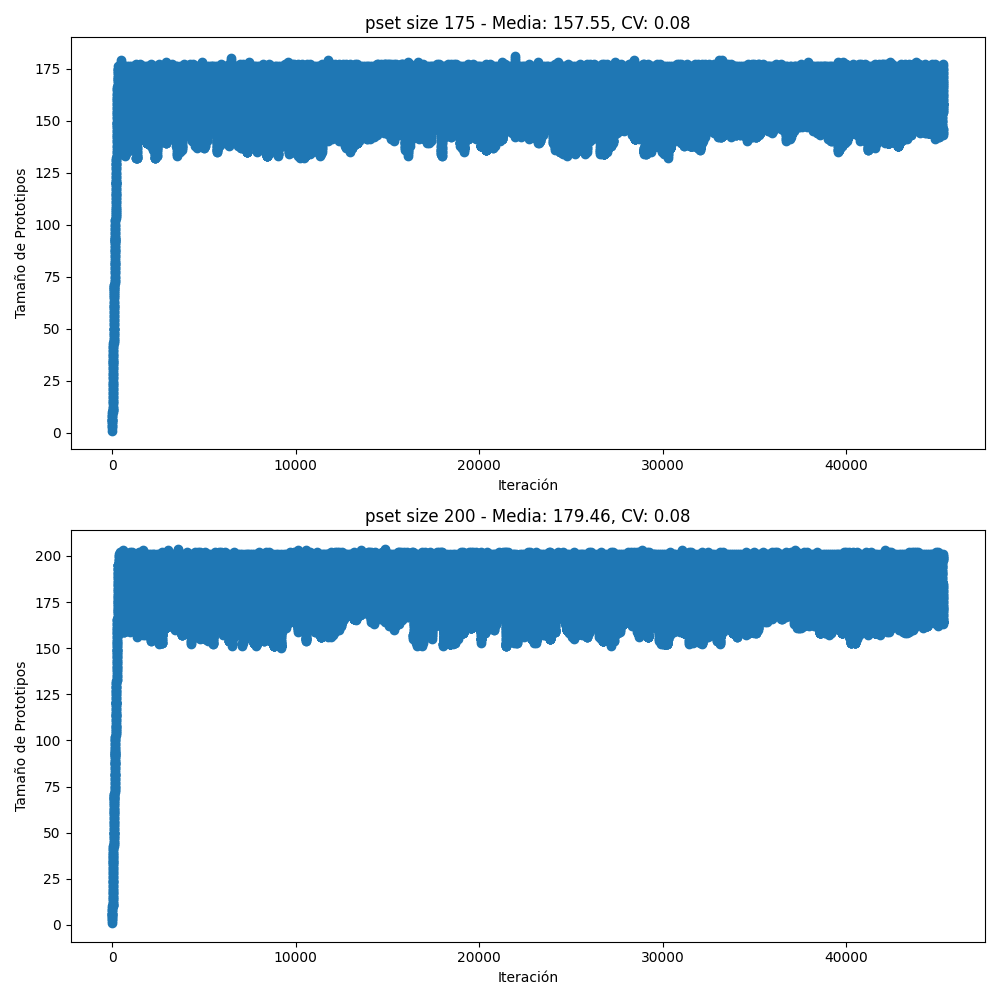 pset size 175 - Media: 157.55, CV: 0.08
175
150
125
100
75
50
25
0
Tamaño de Prototipos
0 10000 20000 30000 40000
Iteración
pset size 200 - Media: 179.46, CV: 0.08
200
175
150
125
100
75
50
25
0
Tamaño de Prototipos
0 10000 20000 30000 40000
Iteración